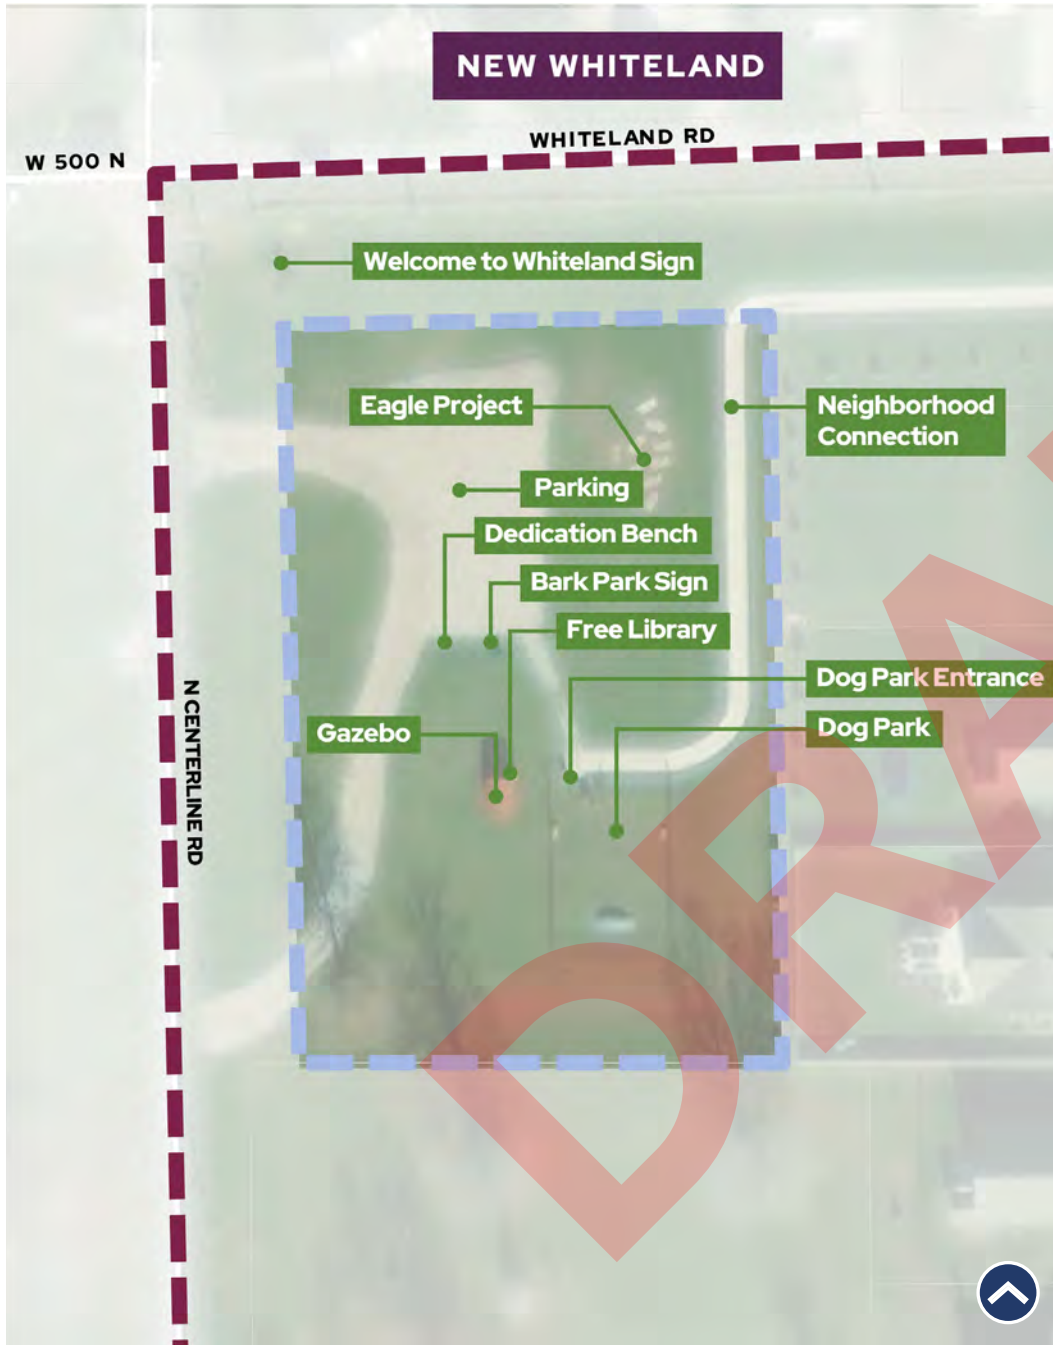 NEW WHITELAND
WHITELAND RD
W 500 N
Welcome to Whiteland Sign
Eagle Project
Neighborhood
Connection
Parking
Dedication Bench
Bark Park Sign
Free Library
Dog Park Entrance
N CENTERLINE RD
Gazebo
Dog Park
DRA